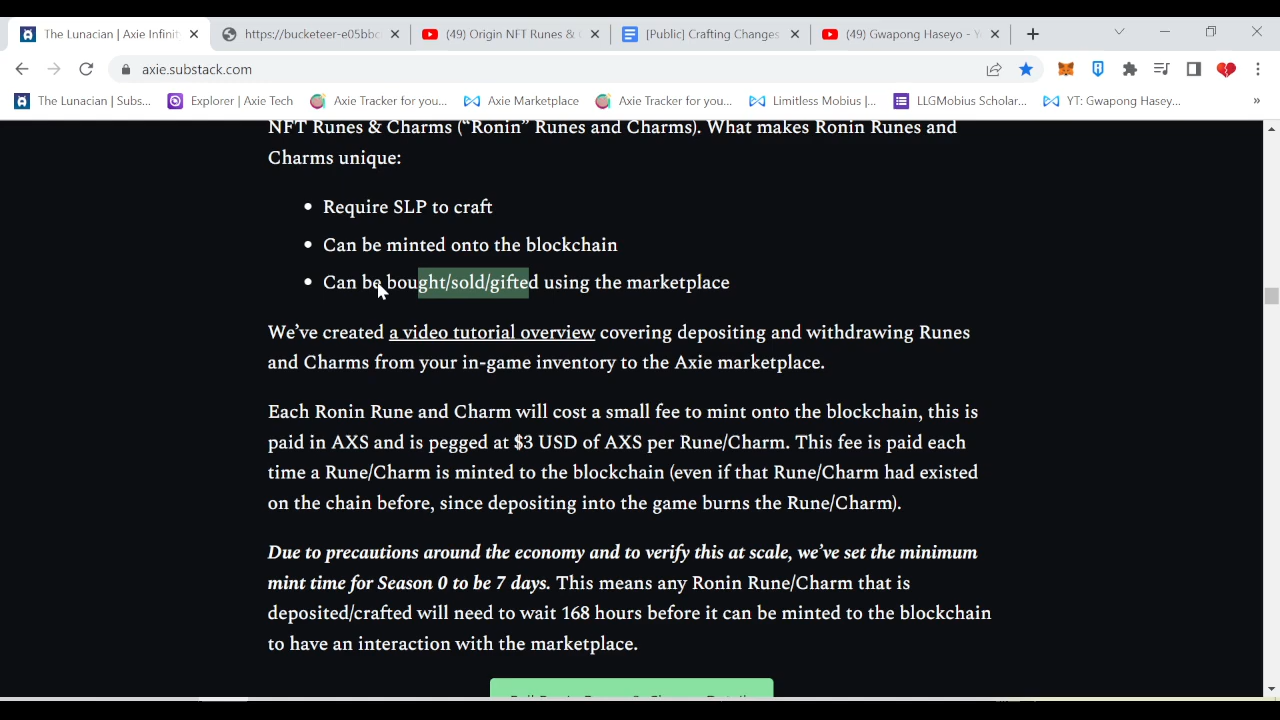 The Lunacian | Axie Infinit
https://bucketeer-e05
(49) Origin NFT Runes &
[Public] Crafting Changes
(49) Gwapong Haseyo - Y
axie.substack.com
The Lunacian | Subs...
Explorer | Axie Tech
Axie Tracker for you...
Axie Marketplace
Axie Tracker for you...
Limitless Mobius |...
LLGMobius Scholar...
YT: Gwapong Hasey...
»
NFT Runes & Charms (“Ronin” Runes and Charms). What makes Ronin Runes and
Charms unique:
• Require SLP to craft
• Can be minted onto the blockchain
• Can be bought/sold/gifted using the marketplace
We’ve created a video tutorial overview covering depositing and withdrawing Runes
and Charms from your in-game inventory to the Axie marketplace.
Each Ronin Rune and Charm will cost a small fee to mint onto the blockchain, this is
paid in AXS and is pegged at $3 USD of AXS per Rune/Charm. This fee is paid each
time a Rune/Charm is minted to the blockchain (even if that Rune/Charm had existed
on the chain before, since depositing into the game burns the Rune/Charm).
Due to precautions around the economy and to verify this at scale, we’ve set the minimum
mint time for Season 0 to be 7 days. This means any Ronin Rune/Charm that is
deposited/crafted will need to wait 168 hours before it can be minted to the blockchain
to have an interaction with the marketplace.